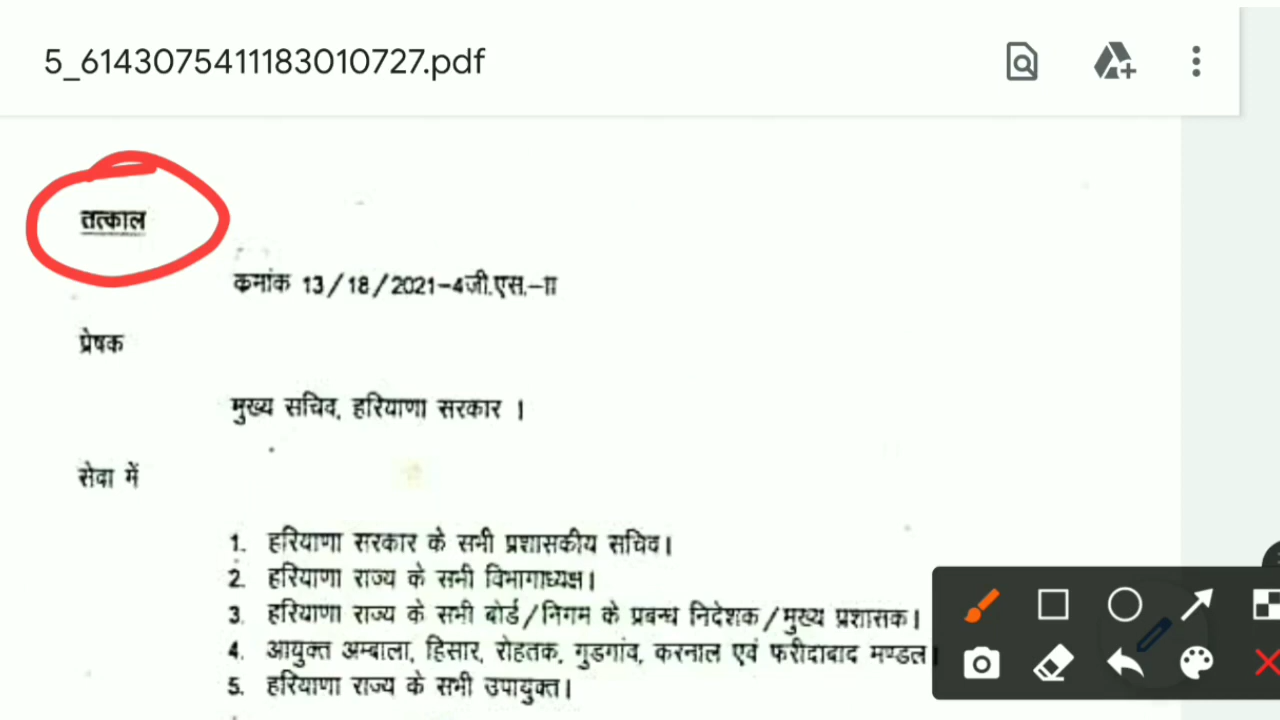 5_6143075411183010727.pdf
तत्काल
कमांक 13/18/2021-4जी.एस.-II
प्रेषक
मुख्य सचिव, हरियाणा सरकार ।
सेवा में
1. हरियाणा सरकार के सभी प्रशासकीय सचिव।
2. हरियाणा राज्य के सभी विभागाध्यक्ष।
3. हरियाणा राज्य के सभी बोर्ड/निगम के प्रबन्ध निदेशक/मुख्य प्रशासक।
4. आयुक्त अम्बाला, हिसार, रोहतक, गुडगांव, करनाल एवं फरीदाबाद मण्डल।
5. हरियाणा राज्य के सभी उपायुक्त।